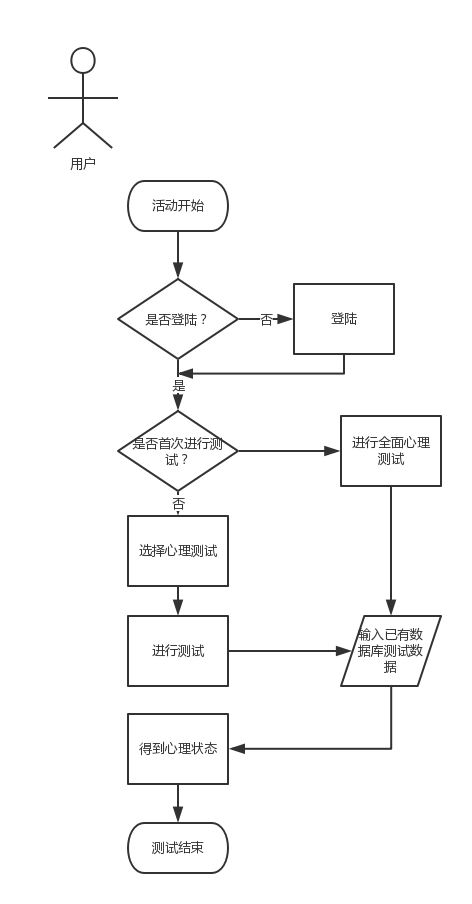 用户
活动开始
是否登陆？
否
登陆
是
是否首次进行测
试？
进行全面心理
测试
否
选择心理测试
进行测试
输入已有数
据库测试数
据
得到心理状态
测试结束